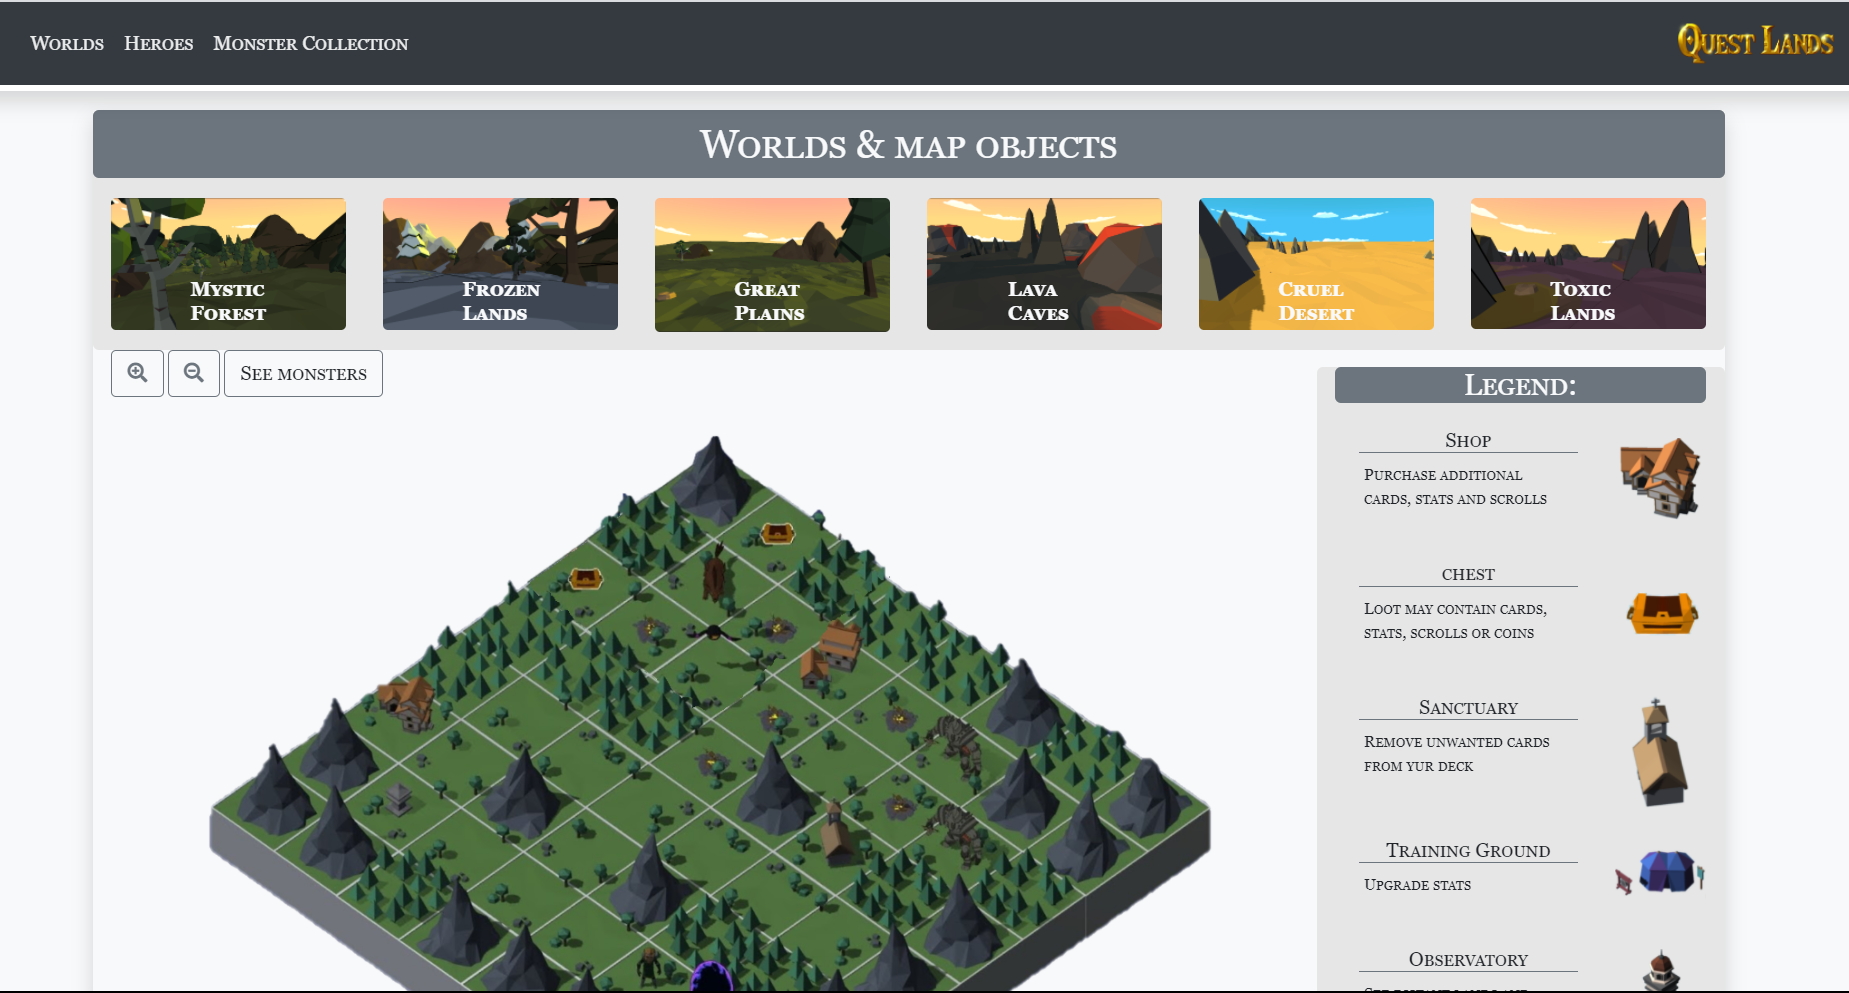 Worlds Heroes Monster Collection
Quest Lands
Worlds & map objects
Mystic
Forest
Frozen
Lands
Great
Plains
Lava
Caves
Cruel
Desert
Toxic
Lands
See monsters
Legend:
Shop
Purchase additional
cards, stats and scrolls
chest
Loot may contain cards,
stats, scrolls or coins
Sanctuary
Remove unwanted cards
from yur deck
Training Ground
Upgrade stats
Observatory